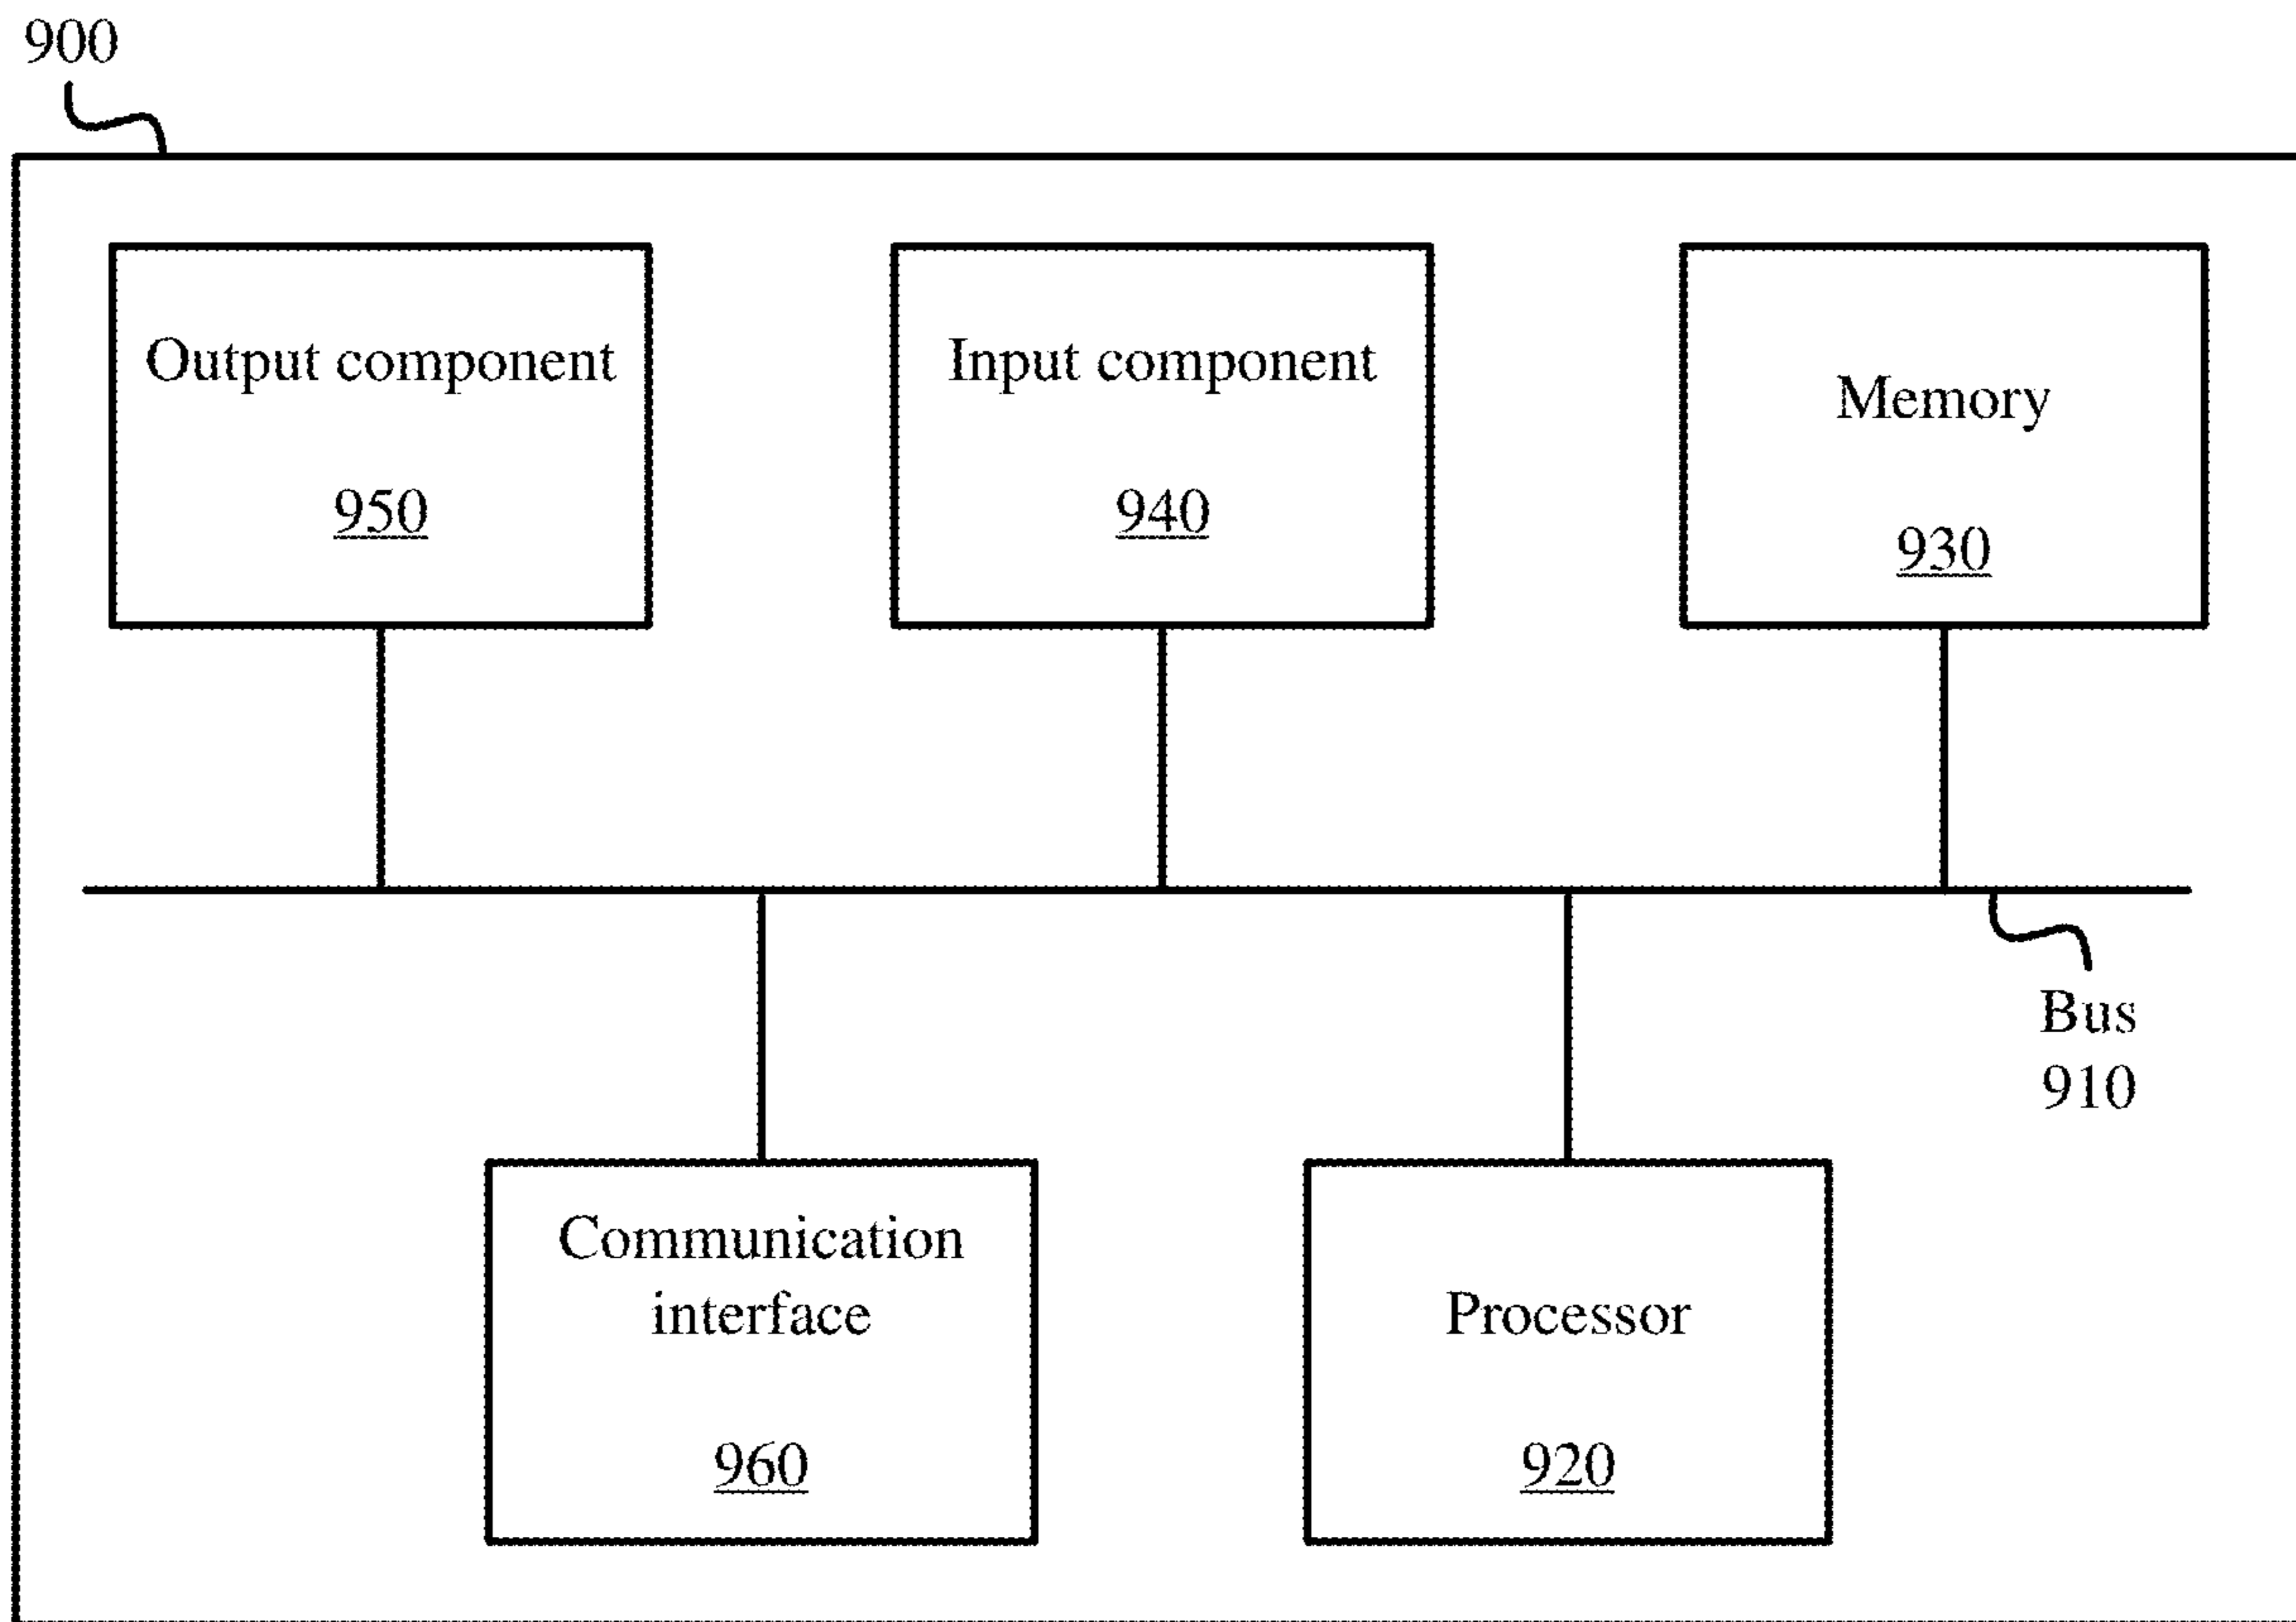 900
Output component
950
Input component
940
Memory
930
Bus
910
Communication
interface
960
Processor
920